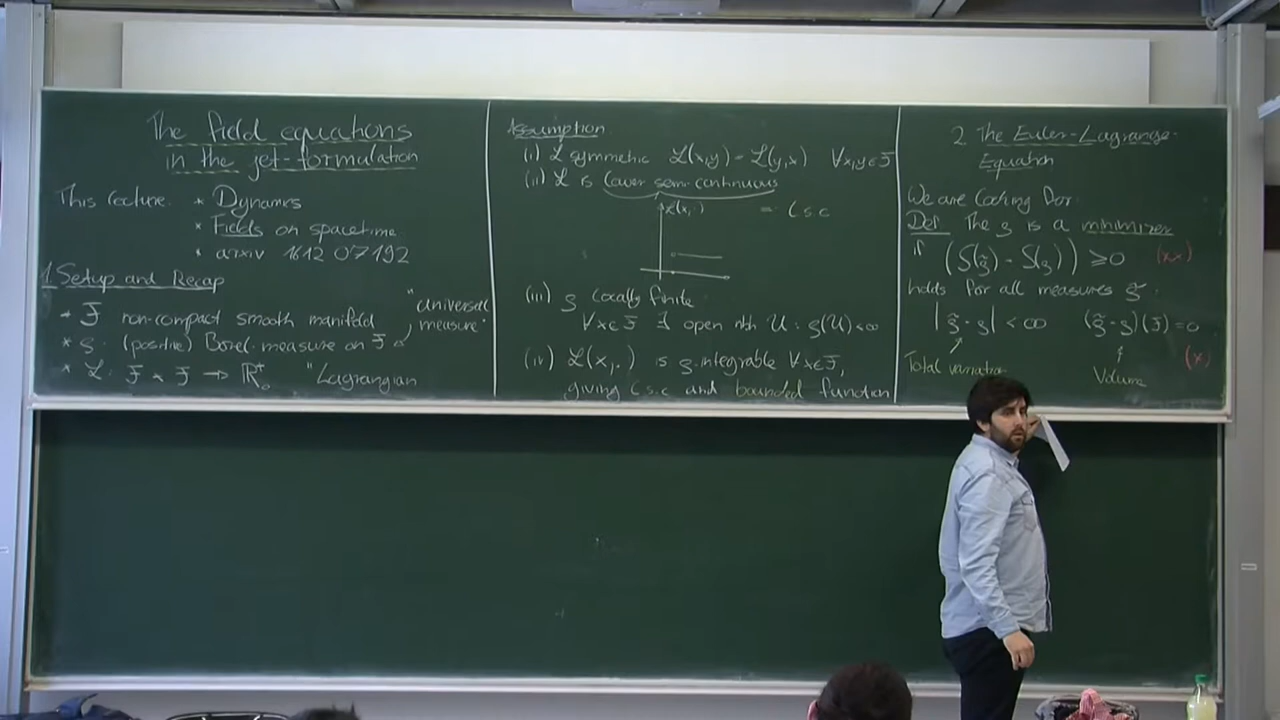 The field equations
in the jet-formulation
This lecture: * Dynamics
* Fields on spacetime
* arxiv 1612.07192
1 Setup and Recap
* ℱ non-compact smooth manifold
* ρ: (positive) Borel measure on ℱ
"universal
measure"
* ℒ: ℱ × ℱ → ℝ₀⁺ "Lagrangian
Assumption
(i) ℒ symmetric ℒ(x,y) = ℒ(y,x) ∀x,y∈ℱ
(ii) ℒ is lower semi-continuous
ℒ(x,.) = l.s.c
(iii) ρ locally finite
∀x∈ℱ ∃ open nbh U: ρ(U)<∞
(iv) ℒ(x,.) is ρ-integrable ∀x∈ℱ,
giving l.s.c and bounded function
2 The Euler-Lagrange-
Equation
We are looking for:
Def: The ρ is a minimizer
if (S(ρ̃) - S(ρ)) ≥ 0 (**)
holds for all measures ρ̃:
|ρ̃ - ρ| < ∞ (ρ̃ - ρ)(ℱ) = 0
(*)
Total variation Volume